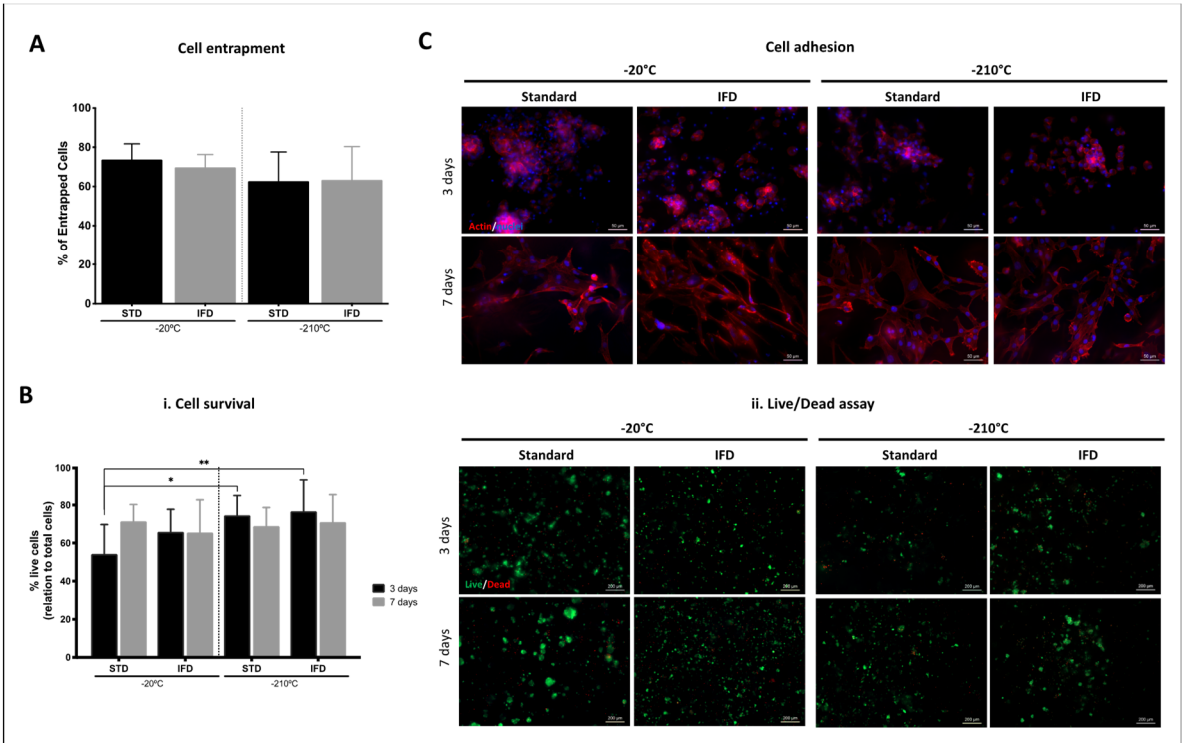 A
Cell entrapment
100
80
60
40
20
0
% of Entrapped Cells
STD
IFD
STD
IFD
-20ºC
-210ºC
B
i. Cell survival
100
80
60
40
20
0
% live cells
(relation to total cells)
**
*
STD
IFD
STD
IFD
-20ºC
-210ºC
3 days
7 days
C
Cell adhesion
-20°C
-210°C
Standard
IFD
Standard
IFD
3 days
Actin/
50 µm
50 µm
50 µm
50 µm
7 days
50 µm
50 µm
50 µm
50 µm
ii. Live/Dead assay
-20°C
-210°C
Standard
IFD
Standard
IFD
3 days
Live/Dead
200 µm
200 µm
200 µm
200 µm
7 days
200 µm
200 µm
200 µm
200 µm